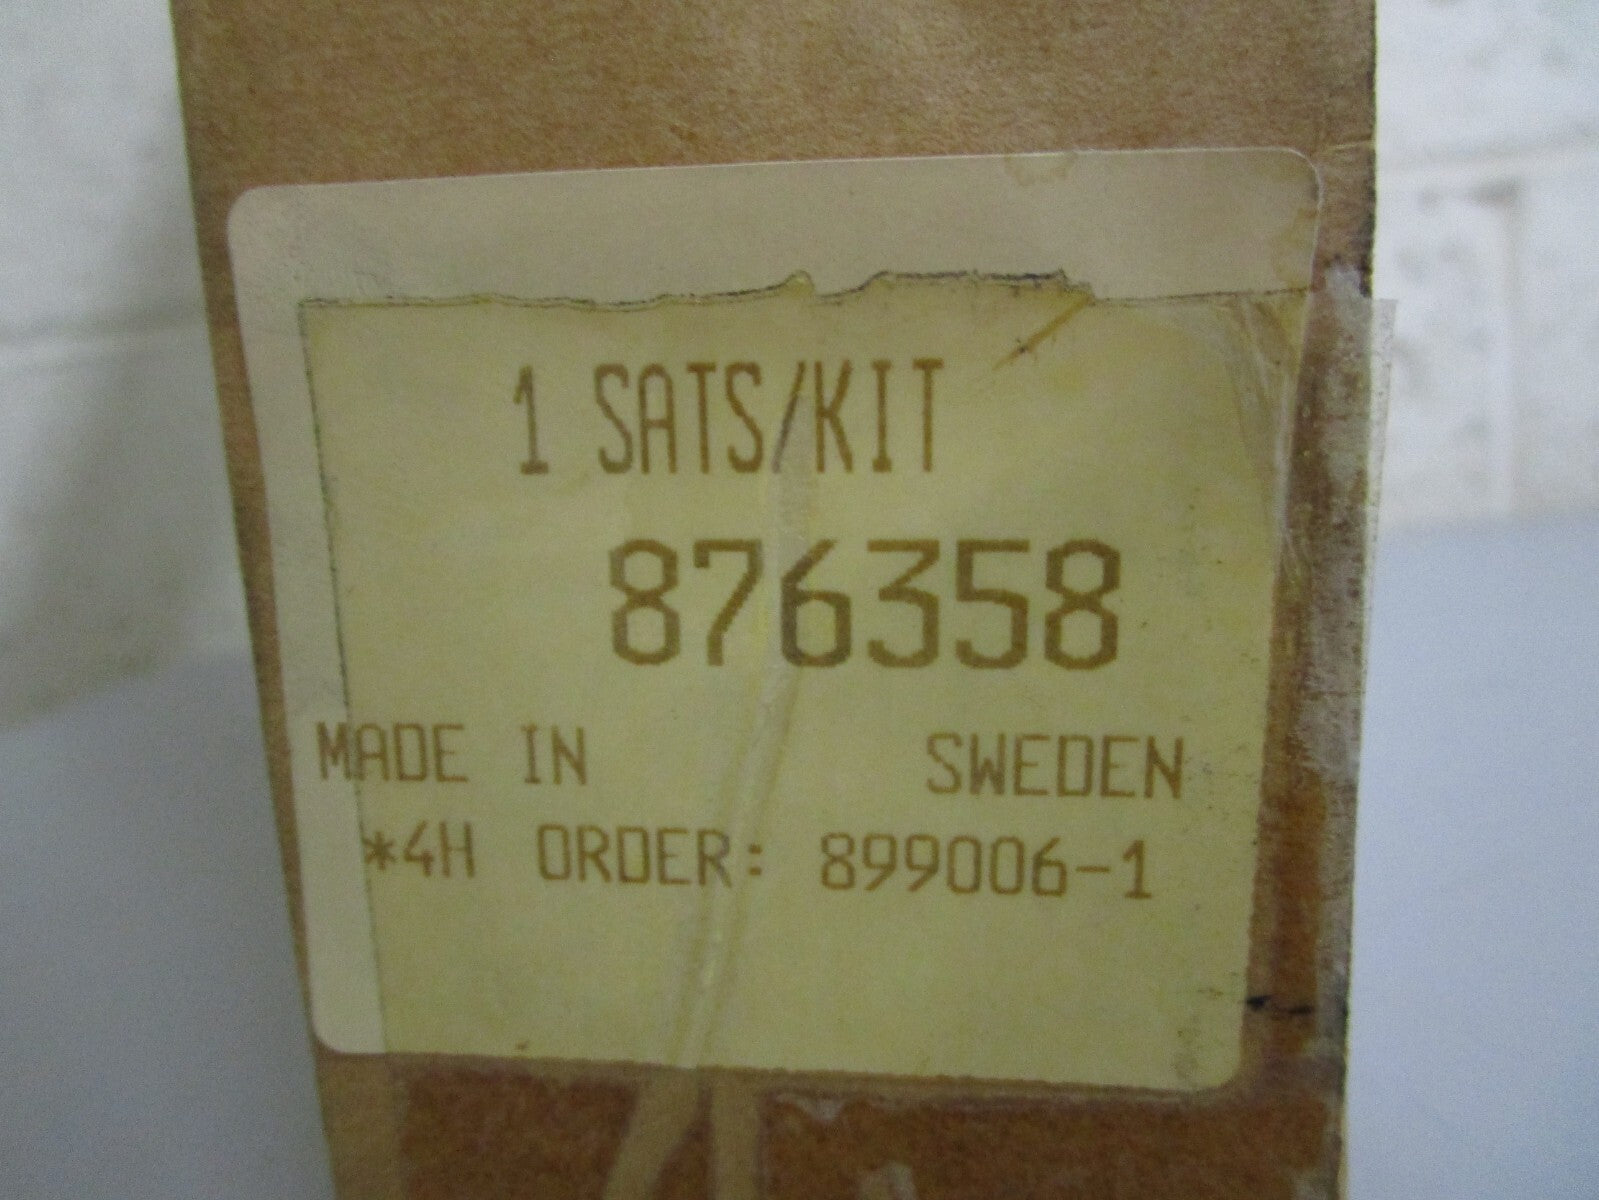 1 SATS/KIT
876358
MADE IN SWEDEN
*4H ORDER: 899006-1